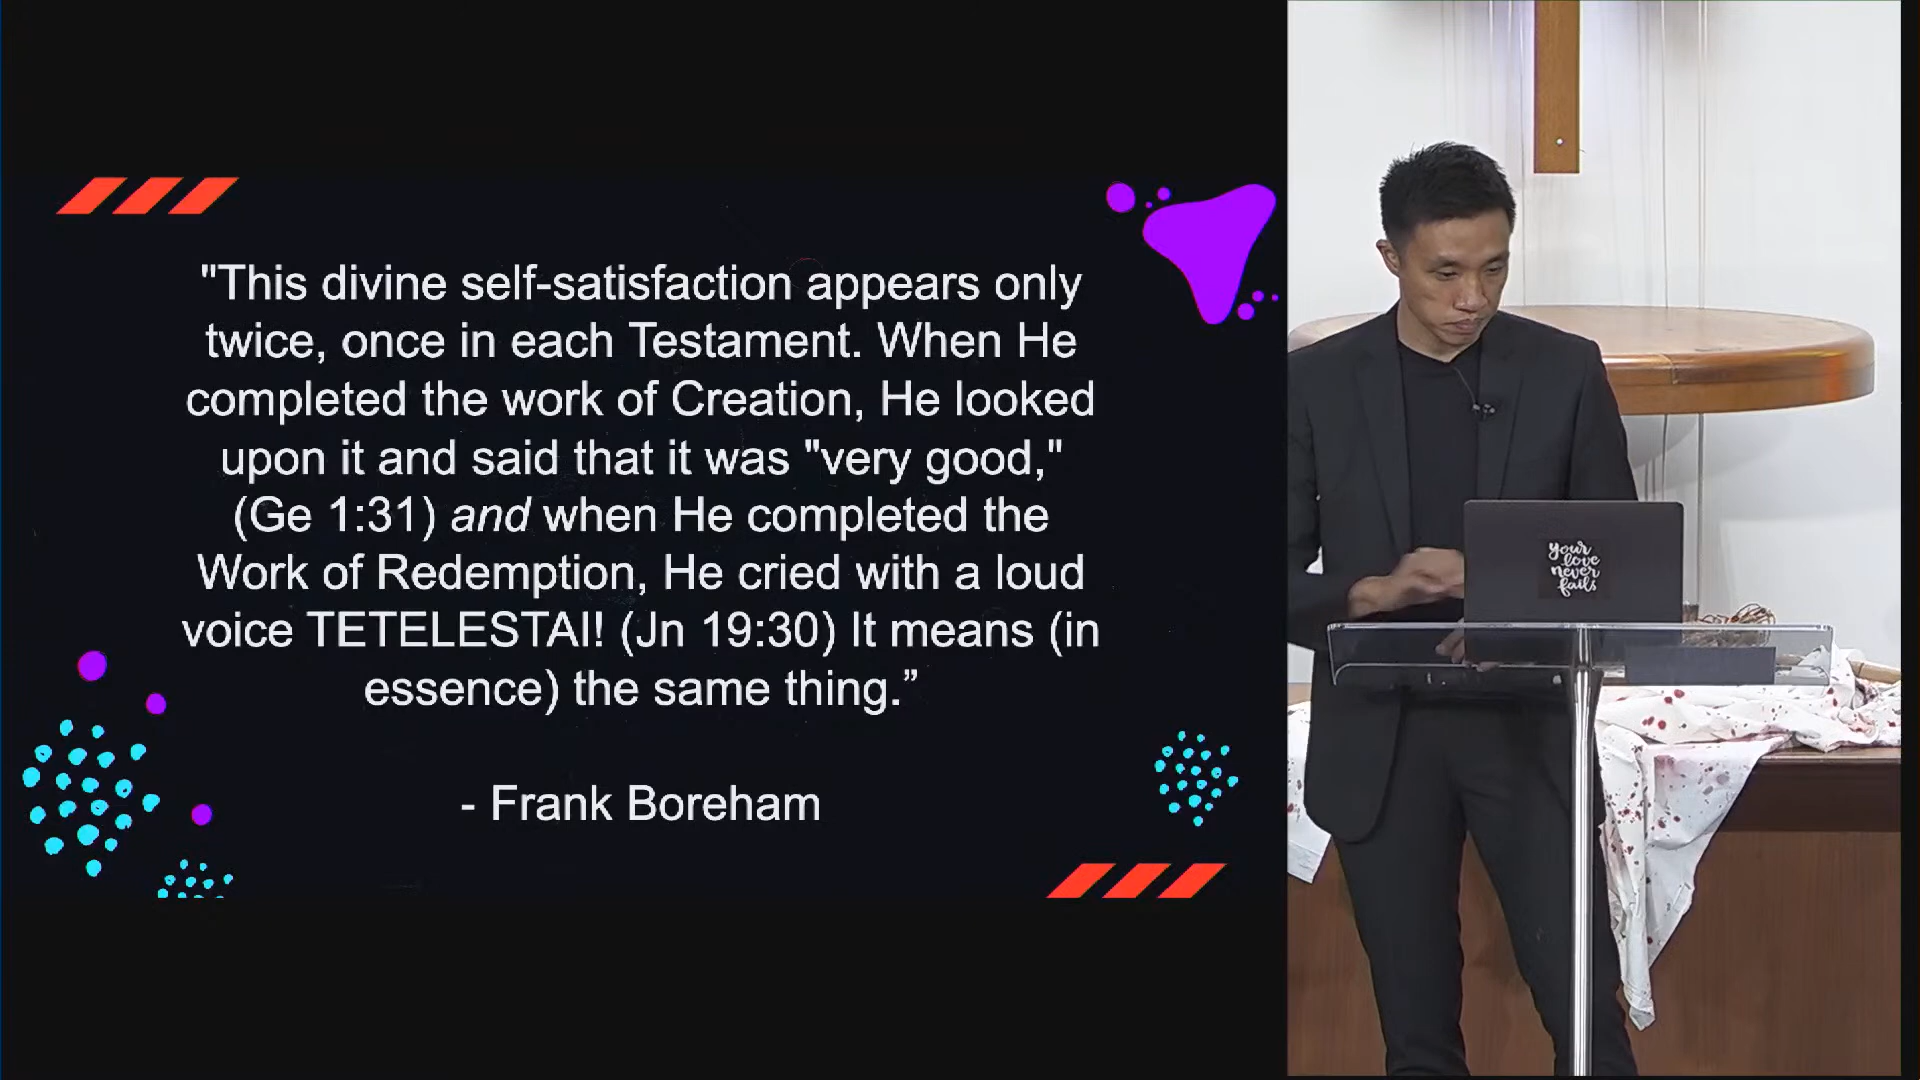 "This divine self-satisfaction appears only
twice, once in each Testament. When He
completed the work of Creation, He looked
upon it and said that it was "very good,"
(Ge 1:31) and when He completed the
Work of Redemption, He cried with a loud
voice TETELESTAI! (Jn 19:30) It means (in
essence) the same thing.”
- Frank Boreham
your
love
never
fails